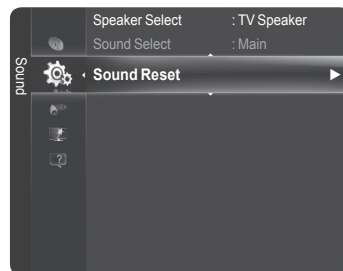 Speaker Select : TV Speaker
Sound Select : Main
Sound
Sound Reset